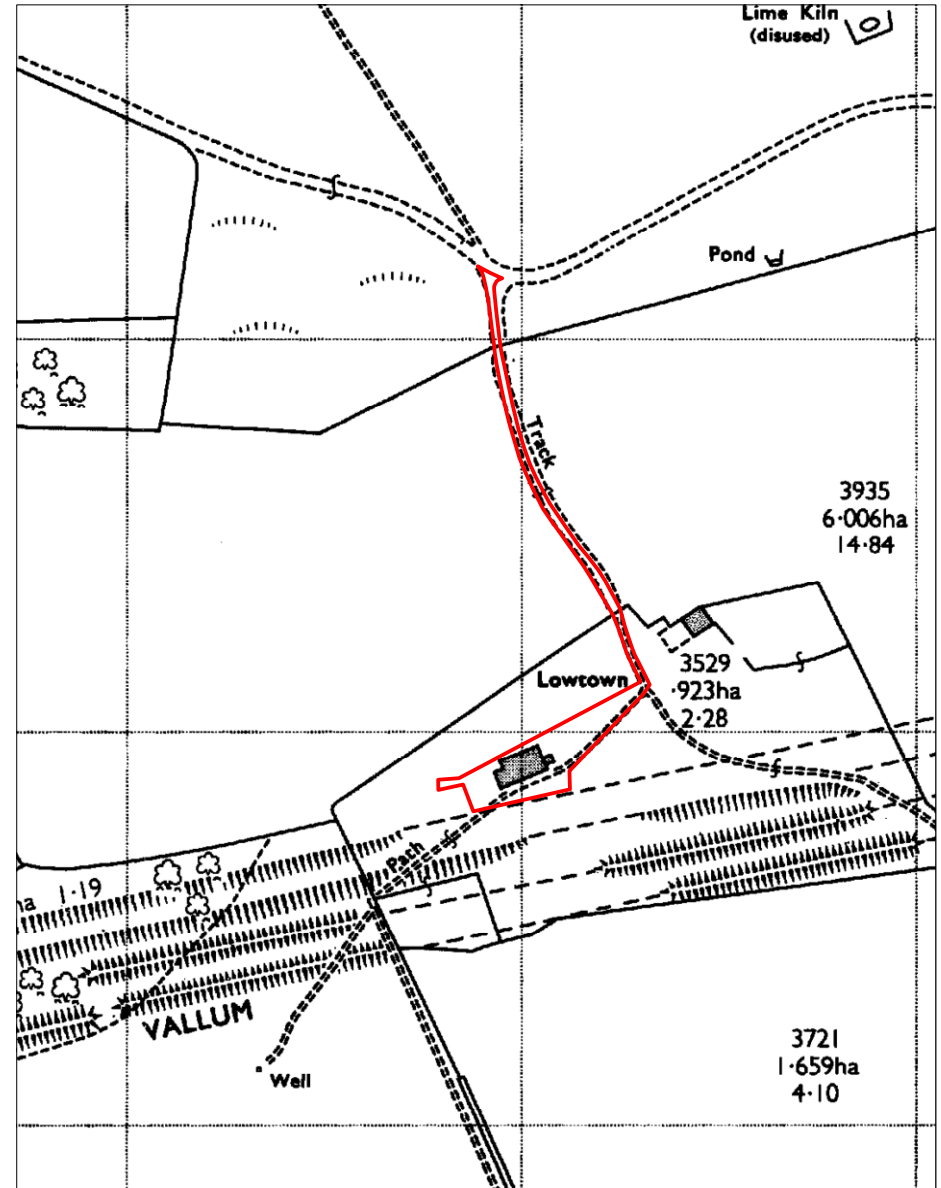 Lime Kiln
(disused)
Pond
Track
3935
6·006ha
14·84
Lowtown
3529
·923ha
2·28
Path
ha 1·19
VALLUM
Well
3721
1·659ha
4·10